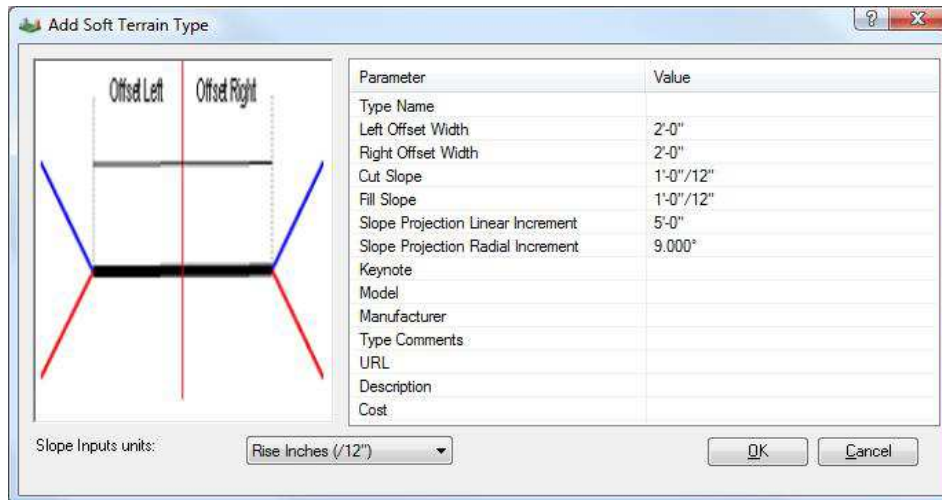 Add Soft Terrain Type
?
Offset Left Offset Right
Parameter Value
Type Name
Left Offset Width 2'-0"
Right Offset Width 2'-0"
Cut Slope 1'-0"/12"
Fill Slope 1'-0"/12"
Slope Projection Linear Increment 5'-0"
Slope Projection Radial Increment 9.000°
Keynote
Model
Manufacturer
Type Comments
URL
Description
Cost
Slope Inputs units: Rise Inches (/12") OK Cancel